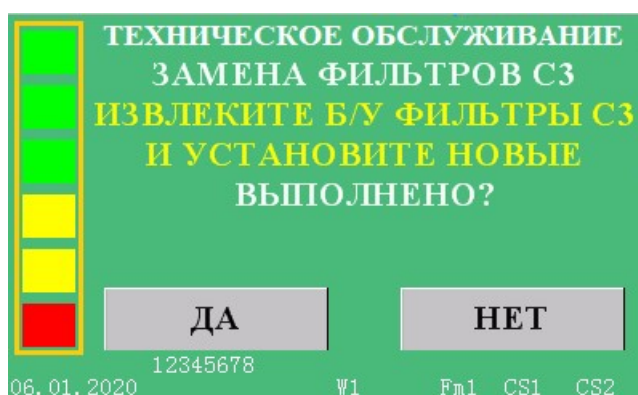 ТЕХНИЧЕСКОЕ ОБСЛУЖИВАНИЕ
ЗАМЕНА ФИЛЬТРОВ С3
ИЗВЛЕКИТЕ Б/У ФИЛЬТРЫ С3
И УСТАНОВИТЕ НОВЫЕ
ВЫПОЛНЕНО?
ДА НЕТ
12345678
06.01.2020 W1 Fm1 CS1 CS2